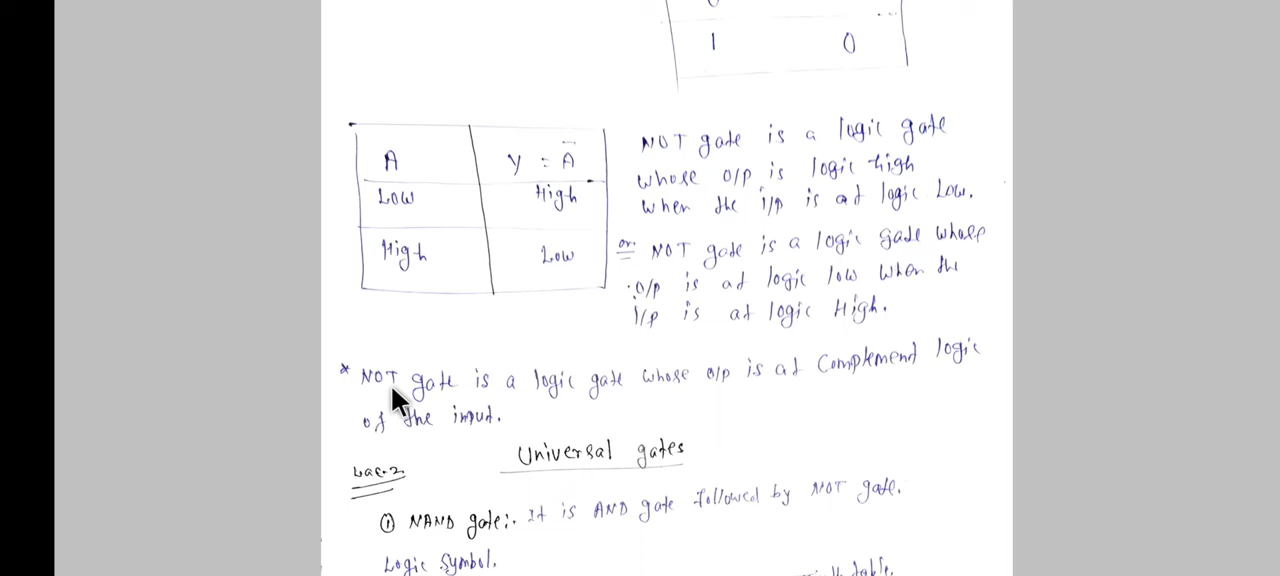 1 0
A Y = A̅
Low High
High Low
NOT gate is a logic gate
whose o/p is logic high
when the i/p is at logic Low.
or NOT gate is a logic gate whose
o/p is at logic low when the
i/p is at logic High.
* NOT gate is a logic gate whose o/p is at Complement logic
of the input.
Universal gates
Lec-2
① NAND gate:- It is AND gate followed by NOT gate.
Logic Symbol.
table.